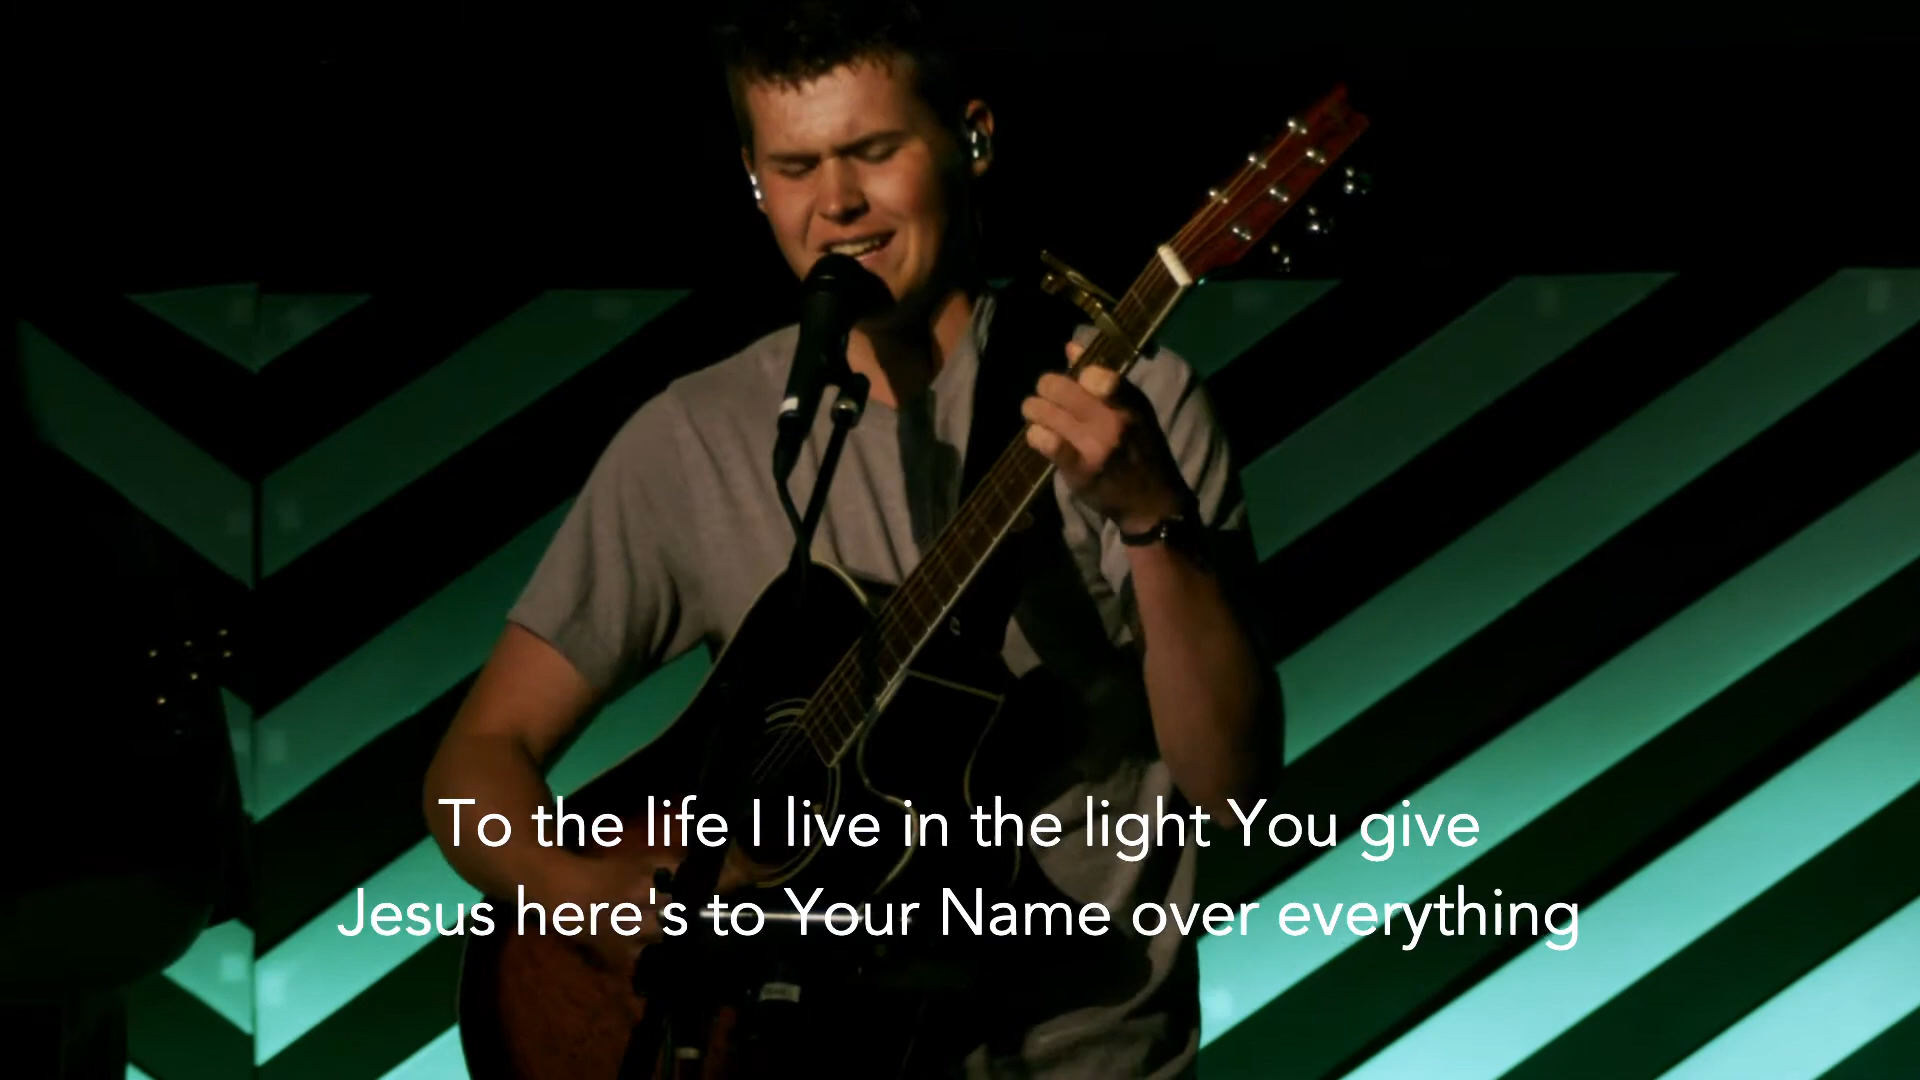 To the life I live in the light You give
Jesus here's to Your Name over everything